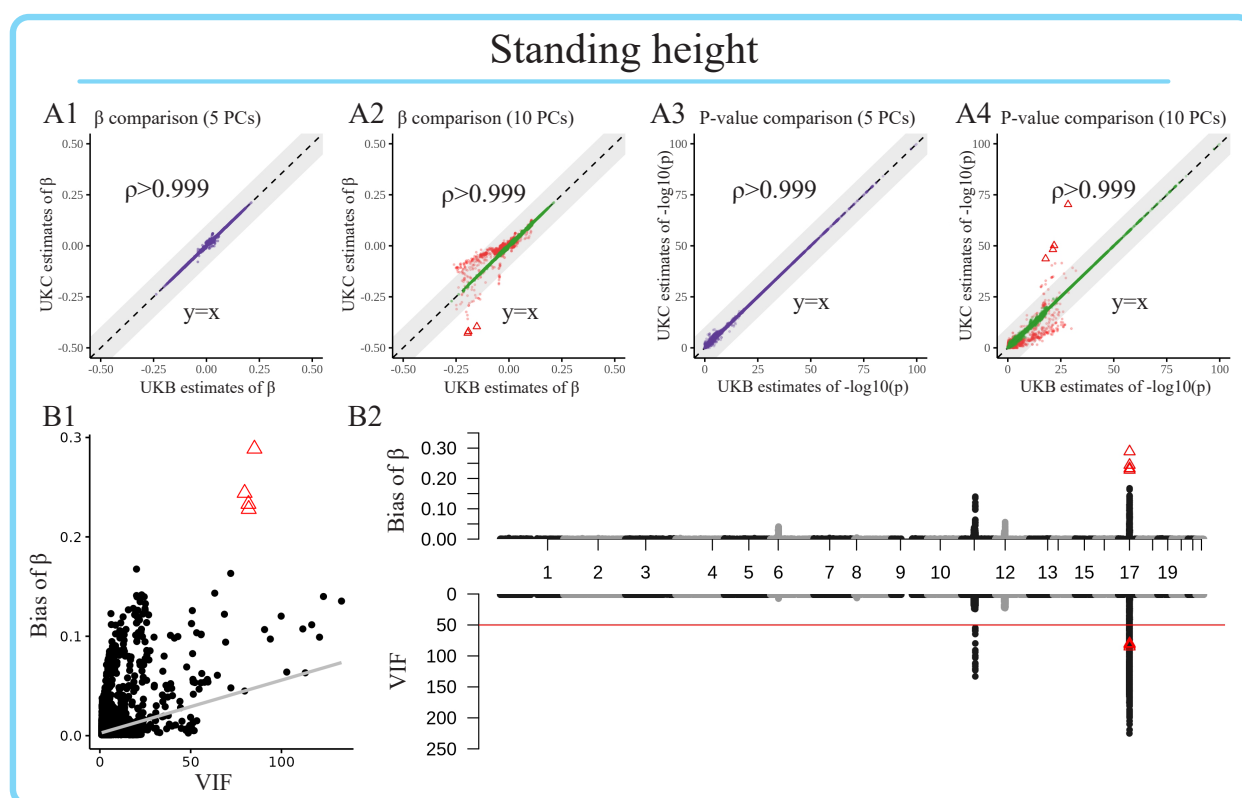 Standing height
A1 β comparison (5 PCs)
0.50
0.25
0.00
-0.25
-0.50
UKC estimates of β
ρ>0.999
y=x
-0.50 -0.25 0.00 0.25 0.50
UKB estimates of β
A2 β comparison (10 PCs)
0.50
0.25
0.00
-0.25
-0.50
UKC estimates of β
ρ>0.999
y=x
-0.50 -0.25 0.00 0.25 0.50
UKB estimates of β
A3 P-value comparison (5 PCs)
100
75
50
25
0
UKC estimates of -log10(p)
ρ>0.999
y=x
0 25 50 75 100
UKB estimates of -log10(p)
A4 P-value comparison (10 PCs)
100
75
50
25
0
UKC estimates of -log10(p)
ρ>0.999
y=x
0 25 50 75 100
UKB estimates of -log10(p)
B1
0.3
0.2
0.1
0.0
Bias of β
0 50 100
VIF
B2
Bias of β
0.30
0.20
0.10
0.00
1 2 3 4 5 6 7 8 9 10 12 13 15 17 19
VIF
0
50
100
150
200
250